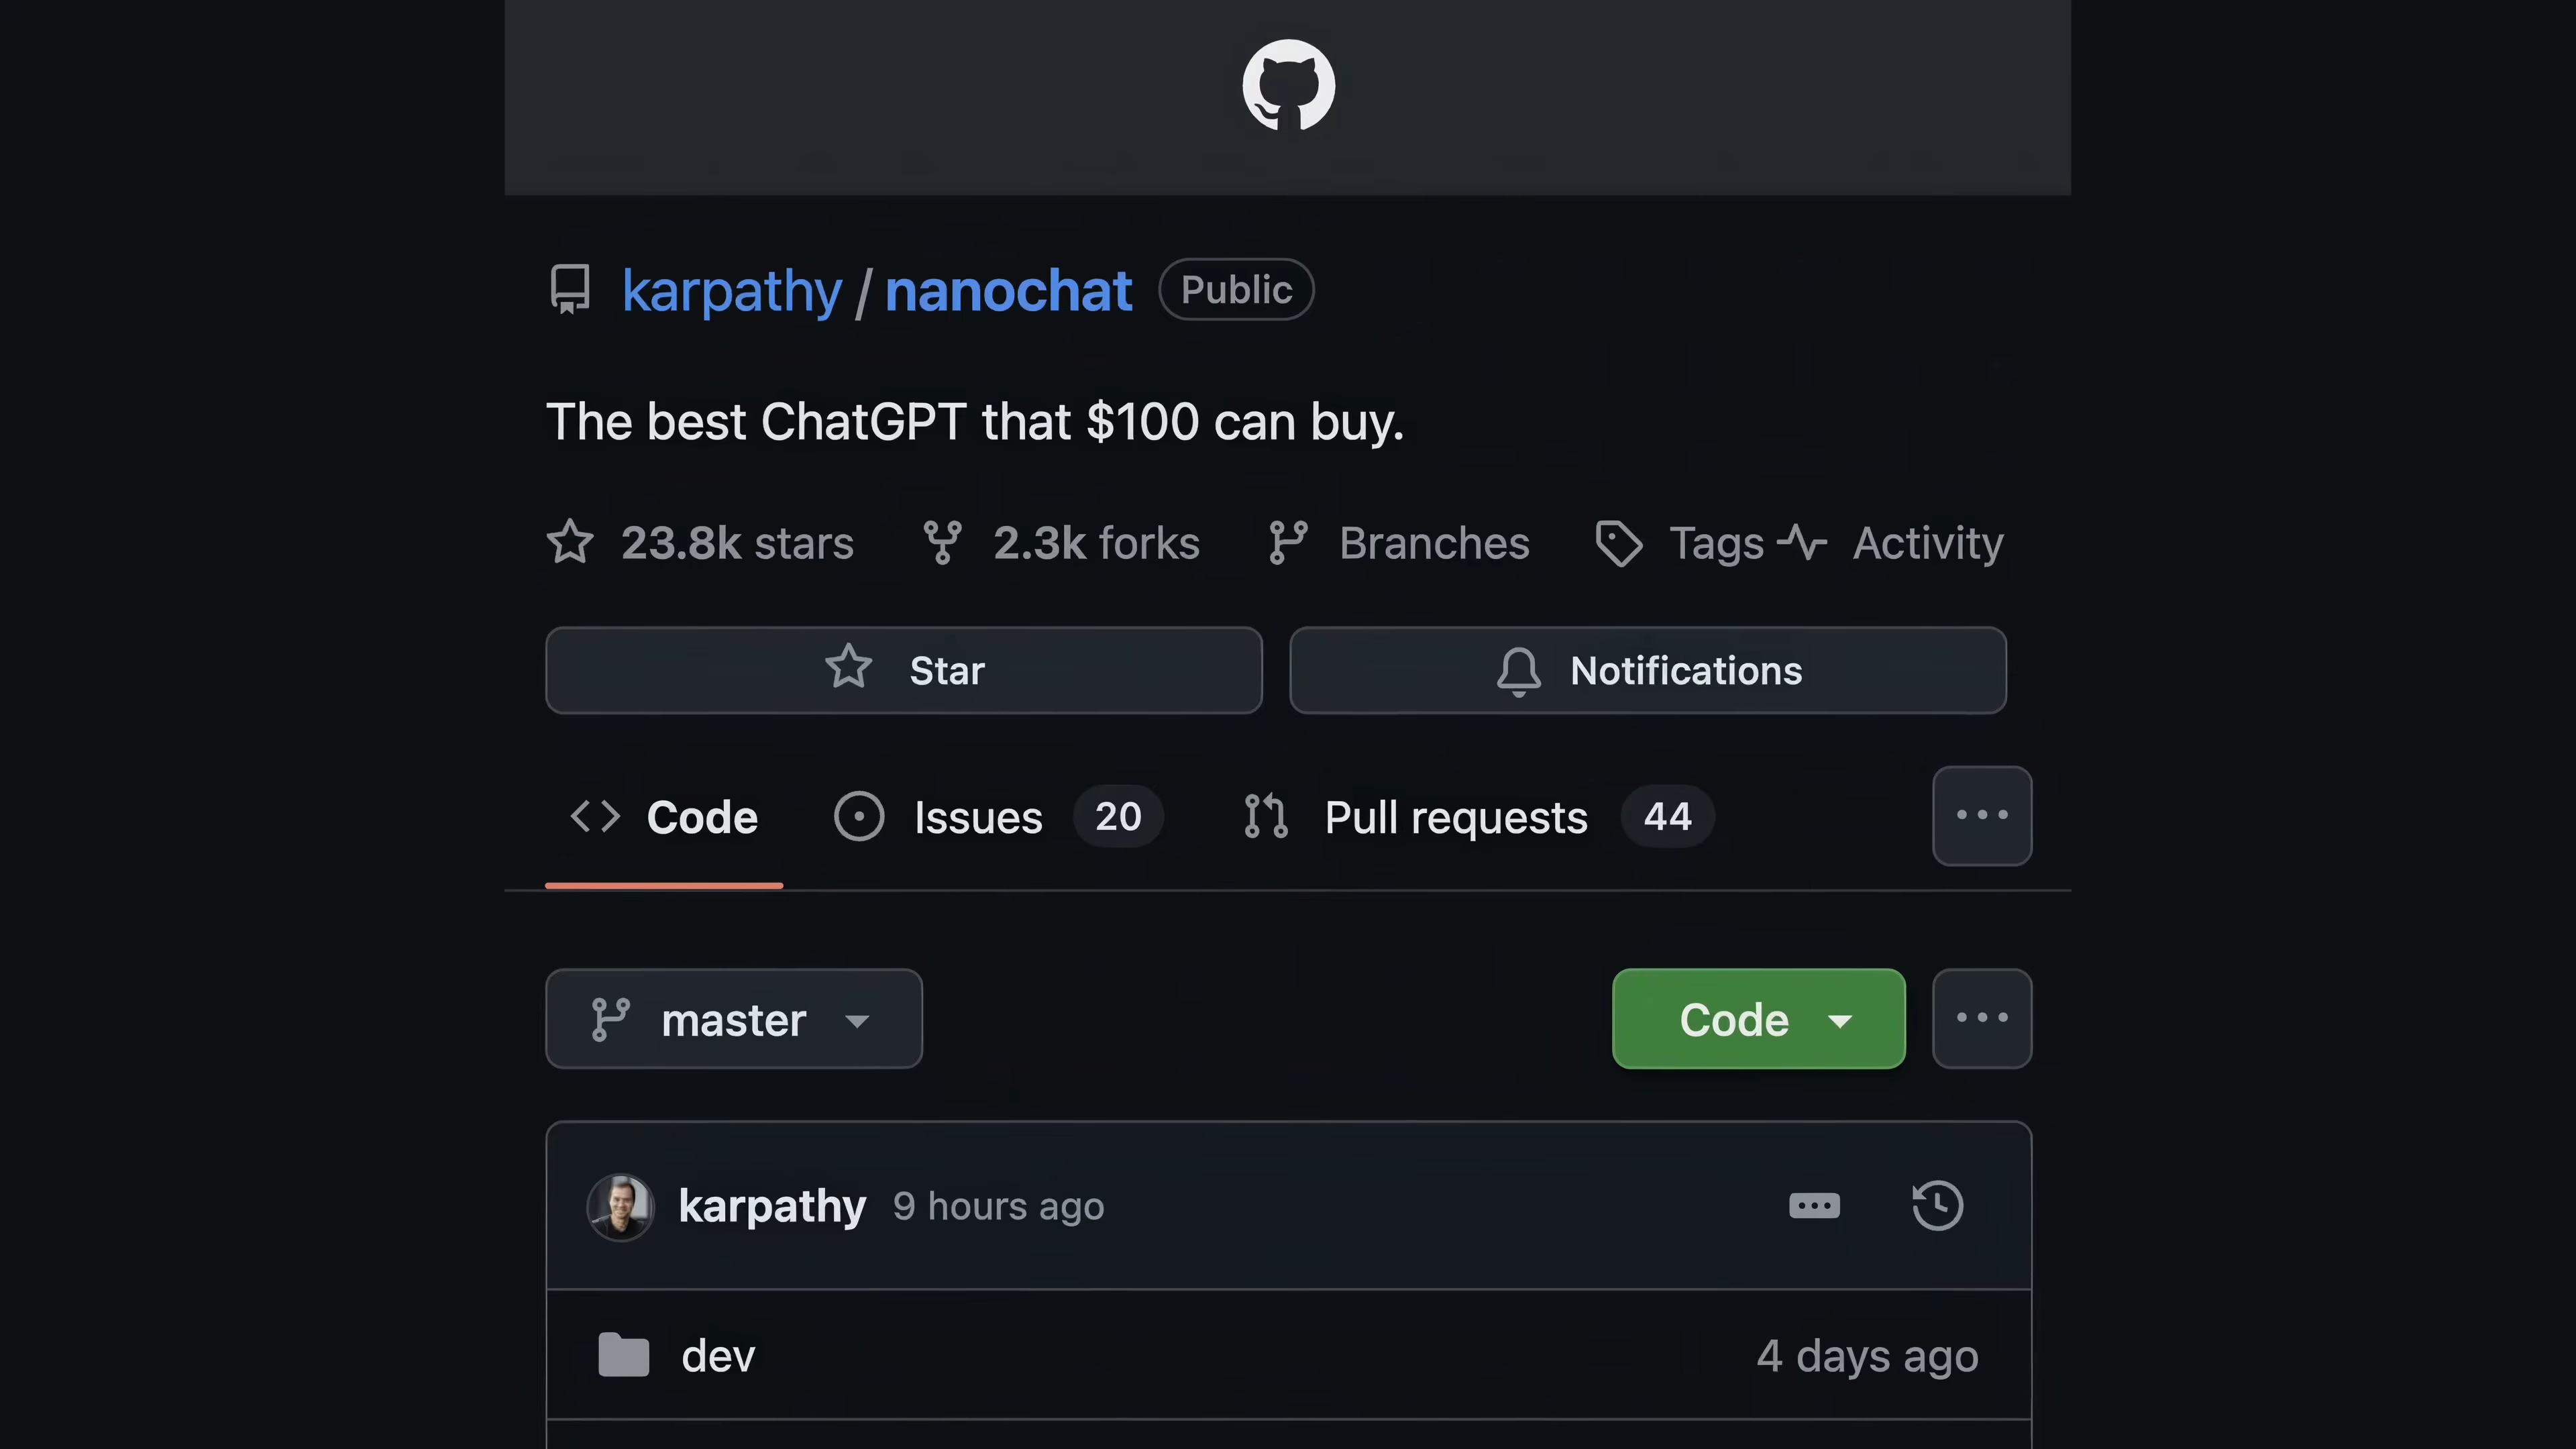 karpathy / nanochat Public
The best ChatGPT that $100 can buy.
23.8k stars 2.3k forks Branches Tags Activity
Star Notifications
Code Issues 20 Pull requests 44
master Code
karpathy 9 hours ago
dev 4 days ago